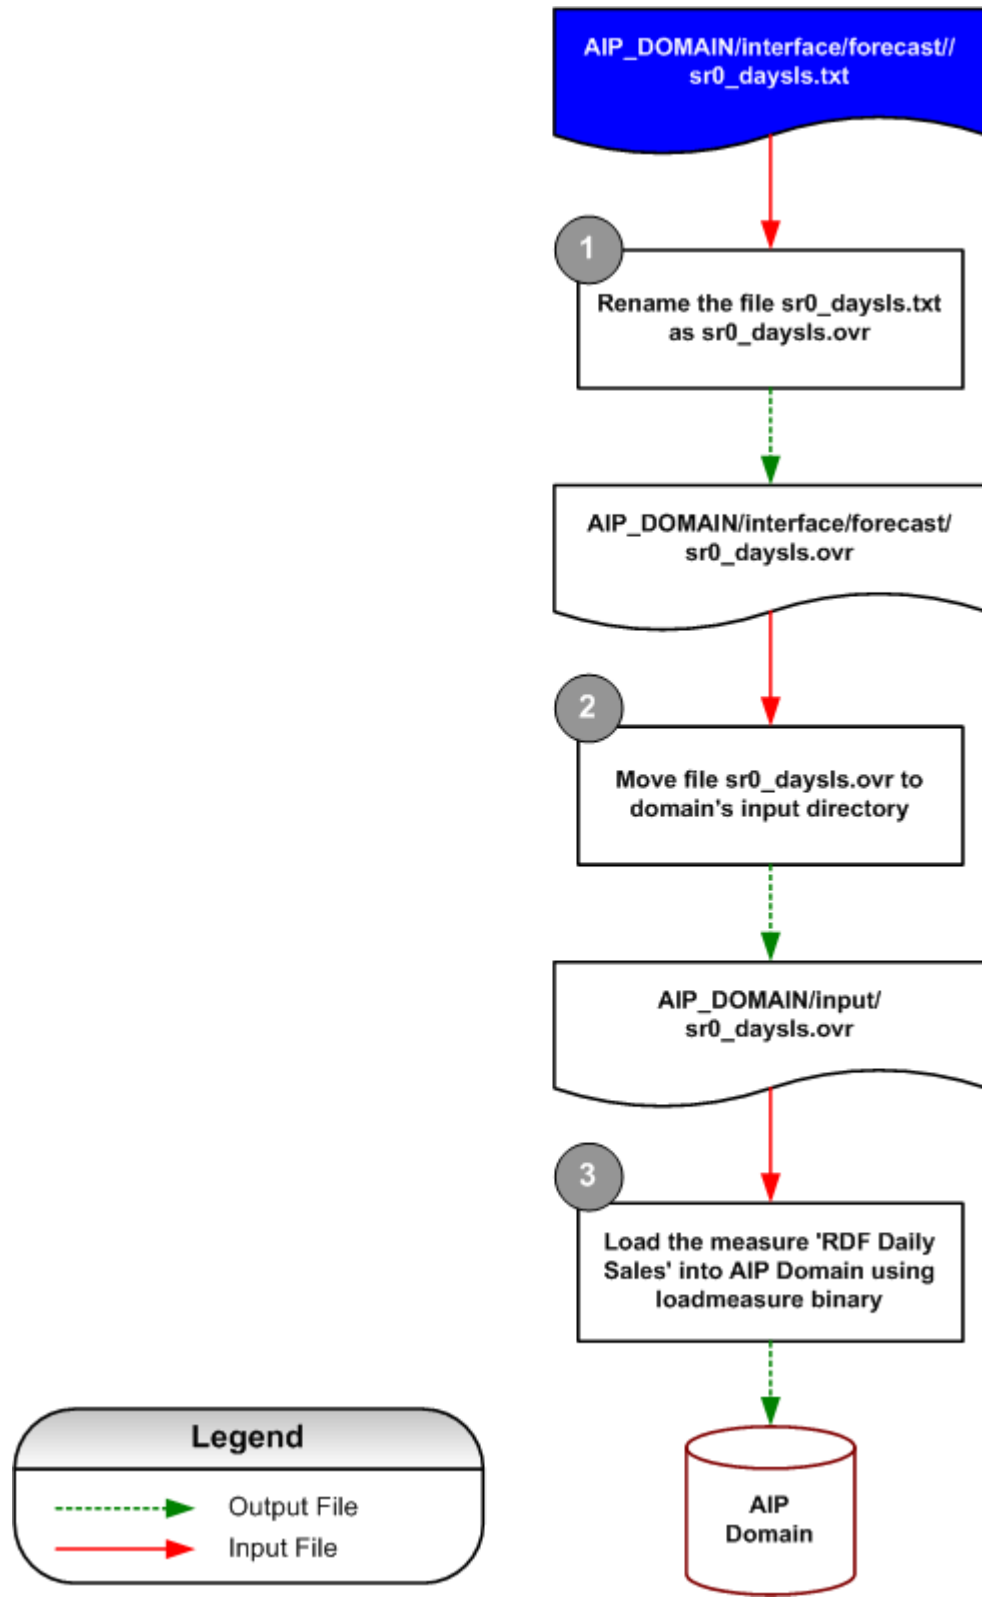 AIP_DOMAIN/interface/forecast//
sr0_daysls.txt
1
Rename the file sr0_daysls.txt
as sr0_daysls.ovr
AIP_DOMAIN/interface/forecast/
sr0_daysls.ovr
2
Move file sr0_daysls.ovr to
domain's input directory
AIP_DOMAIN/input/
sr0_daysls.ovr
3
Load the measure 'RDF Daily
Sales' into AIP Domain using
loadmeasure binary
AIP
Domain
Legend
Output File
Input File